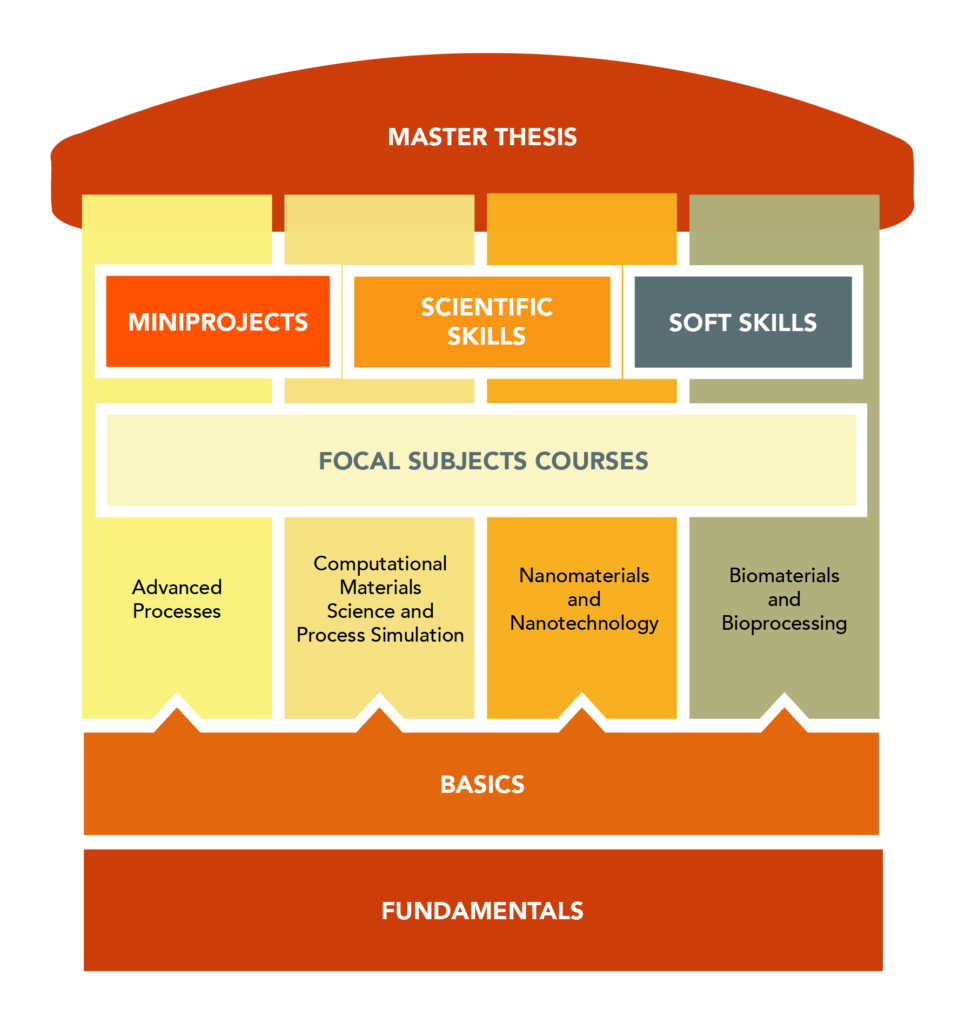 MASTER THESIS
MINIPROJECTS
SCIENTIFIC
SKILLS
SOFT SKILLS
FOCAL SUBJECTS COURSES
Advanced
Processes
Computational
Materials
Science and
Process Simulation
Nanomaterials
and
Nanotechnology
Biomaterials
and
Bioprocessing
BASICS
FUNDAMENTALS